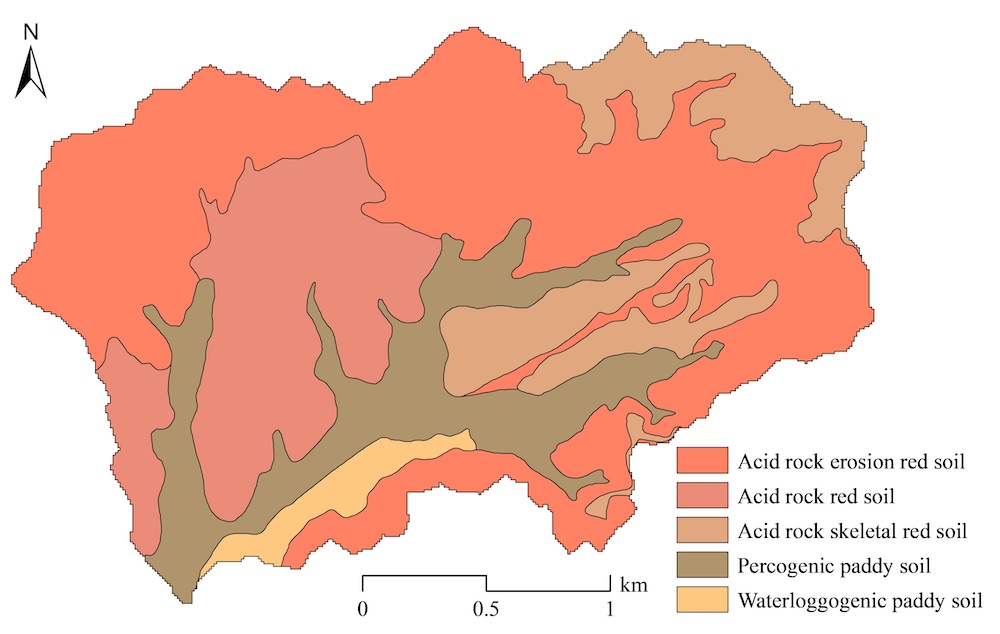 N
Acid rock erosion red soil
Acid rock red soil
Acid rock skeletal red soil
Percogenic paddy soil
Waterloggogenic paddy soil
km
0 0.5 1